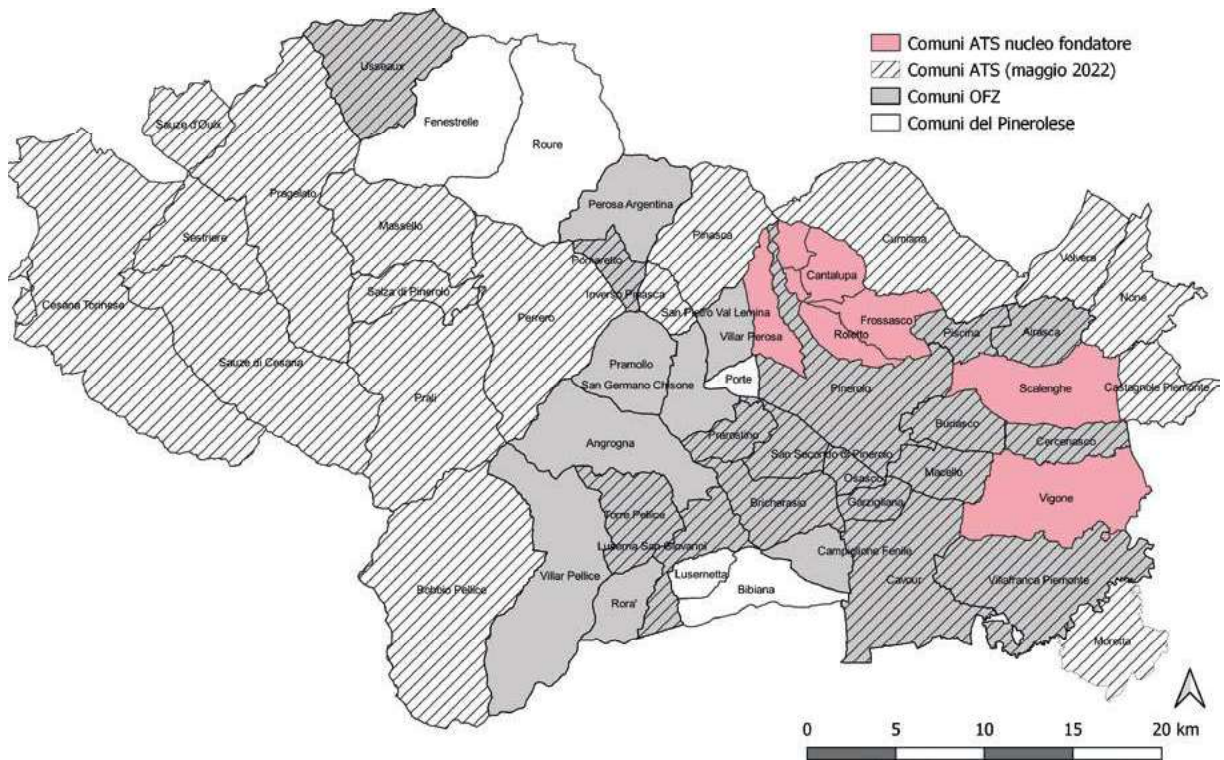 Comuni ATS nucleo fondatore
Comuni ATS (maggio 2022)
Comuni OFZ
Comuni del Pinerolese
Usseaux
Fenestrelle
Roure
Sauze d'Oulx
Pragelato
Perosa Argentina
Massello
Pinasca
Sestriere
Cumiana
Volvera
None
Pomaretto
Cantalupa
Inverso Pinasca
Salza di Pinerolo
Cesana Torinese
Perrero
San Pietro Val Lemina
Frossasco
Villar Perosa
Roletto
Piscina
Airasca
Sauze di Cesana
Pramollo
Porte
San Germano Chisone
Pinerolo
Scalenghe
Castagnole Piemonte
Prali
Buriasco
Prarostino
Angrogna
Cercenasco
San Secondo di Pinerolo
Osasco
Macello
Bricherasio
Garzigliana
Vigone
Torre Pellice
Luserna San Giovanni
Campiglione Fenile
Villar Pellice
Lusernetta
Cavour
Villafranca Piemonte
Bobbio Pellice
Bibiana
Rora'
Moretta
0 5 10 15 20 km